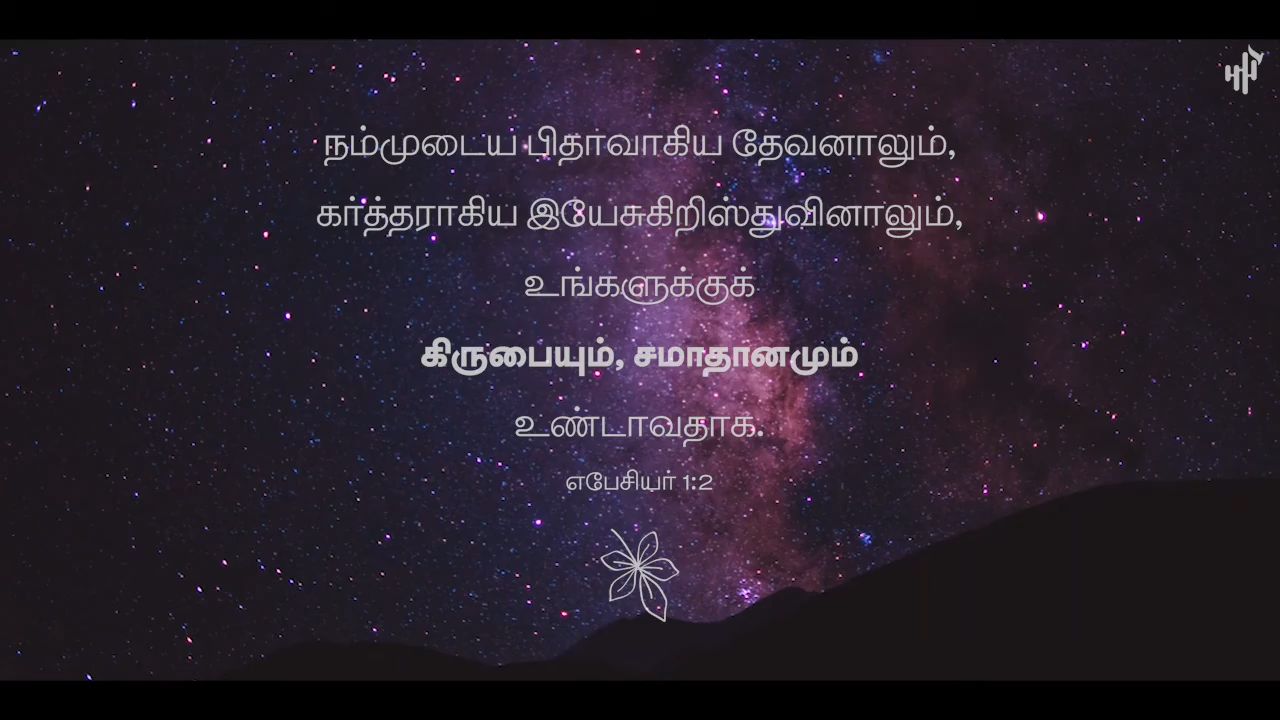 நம்முடைய பிதாவாகிய தேவனாலும்,
கர்த்தராகிய இயேசுகிறிஸ்துவினாலும்,
உங்களுக்குக்
கிருபையும், சமாதானமும்
உண்டாவதாக.
எபேசியர் 1:2